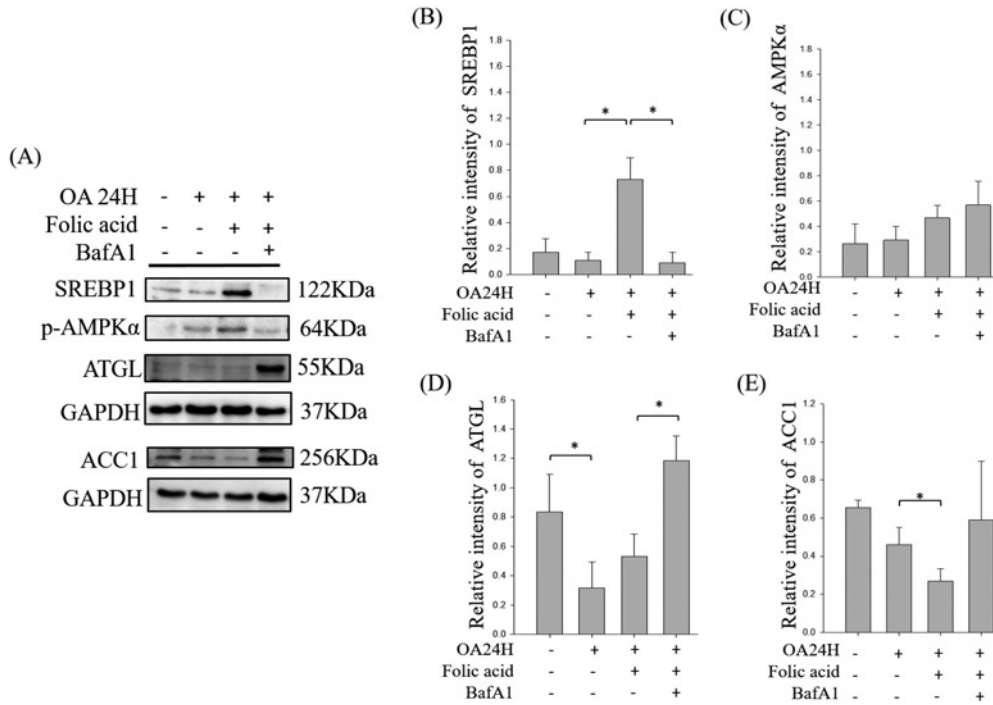 (A)
OA 24H - + + +
Folic acid - - + +
BafA1 - - - +
SREBP1 122KDa
p-AMPKα 64KDa
ATGL 55KDa
GAPDH 37KDa
ACC1 256KDa
GAPDH 37KDa
(B)
Relative intensity of SREBP1
1.8
1.6
1.4
1.2
1.0
0.8
0.6
0.4
0.2
0.0
* *
OA24H - + + +
Folic acid - - + +
BafA1 - - - +
(C)
Relative intensity of AMPKα
1.8
1.6
1.4
1.2
1.0
0.8
0.6
0.4
0.2
0.0
OA24H - + + +
Folic acid - - + +
BafA1 - - - +
(D)
Relative intensity of ATGL
1.6
1.4
1.2
1.0
0.8
0.6
0.4
0.2
0.0
* *
OA24H - + + +
Folic acid - - + +
BafA1 - - - +
(E)
Relative intensity of ACC1
1.2
1.0
0.8
0.6
0.4
0.2
0.0
*
OA24H - + + +
Folic acid - - + +
BafA1 - - - +